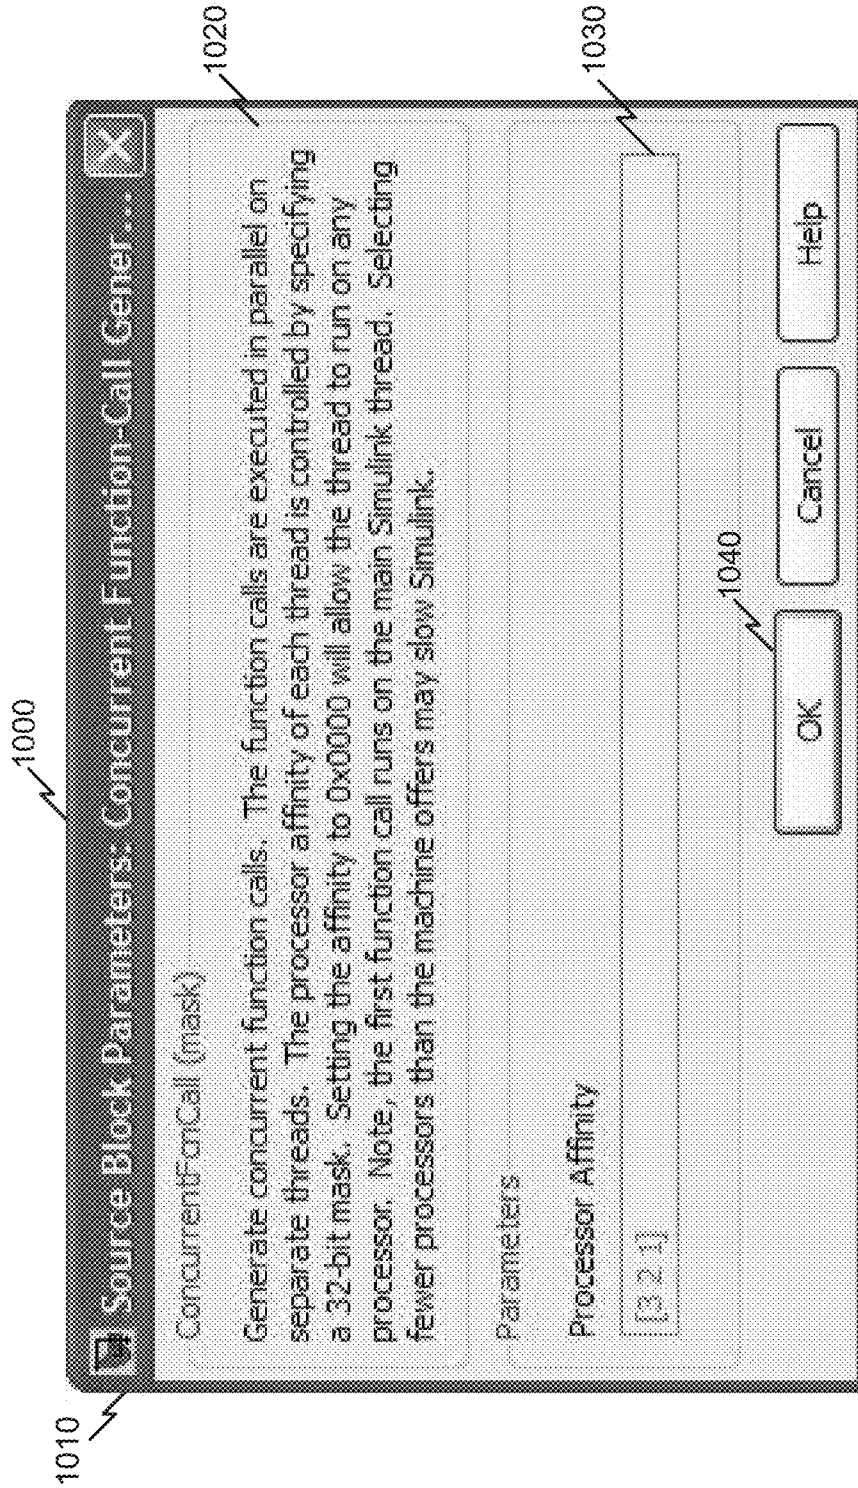 1000
1010
Source Block Parameters: Concurrent Function-Call Gener...
1020
ConcurrentFcnCall (mask)
Generate concurrent function calls. The function calls are executed in parallel on
separate threads. The processor affinity of each thread is controlled by specifying
a 32-bit mask. Setting the affinity to 0x0000 will allow the thread to run on any
processor. Note, the first function call runs on the main Simulink thread. Selecting
fewer processors than the machine offers may slow Simulink.
Parameters
Processor Affinity
1030
[3 2 1]
1040
OK
Cancel
Help